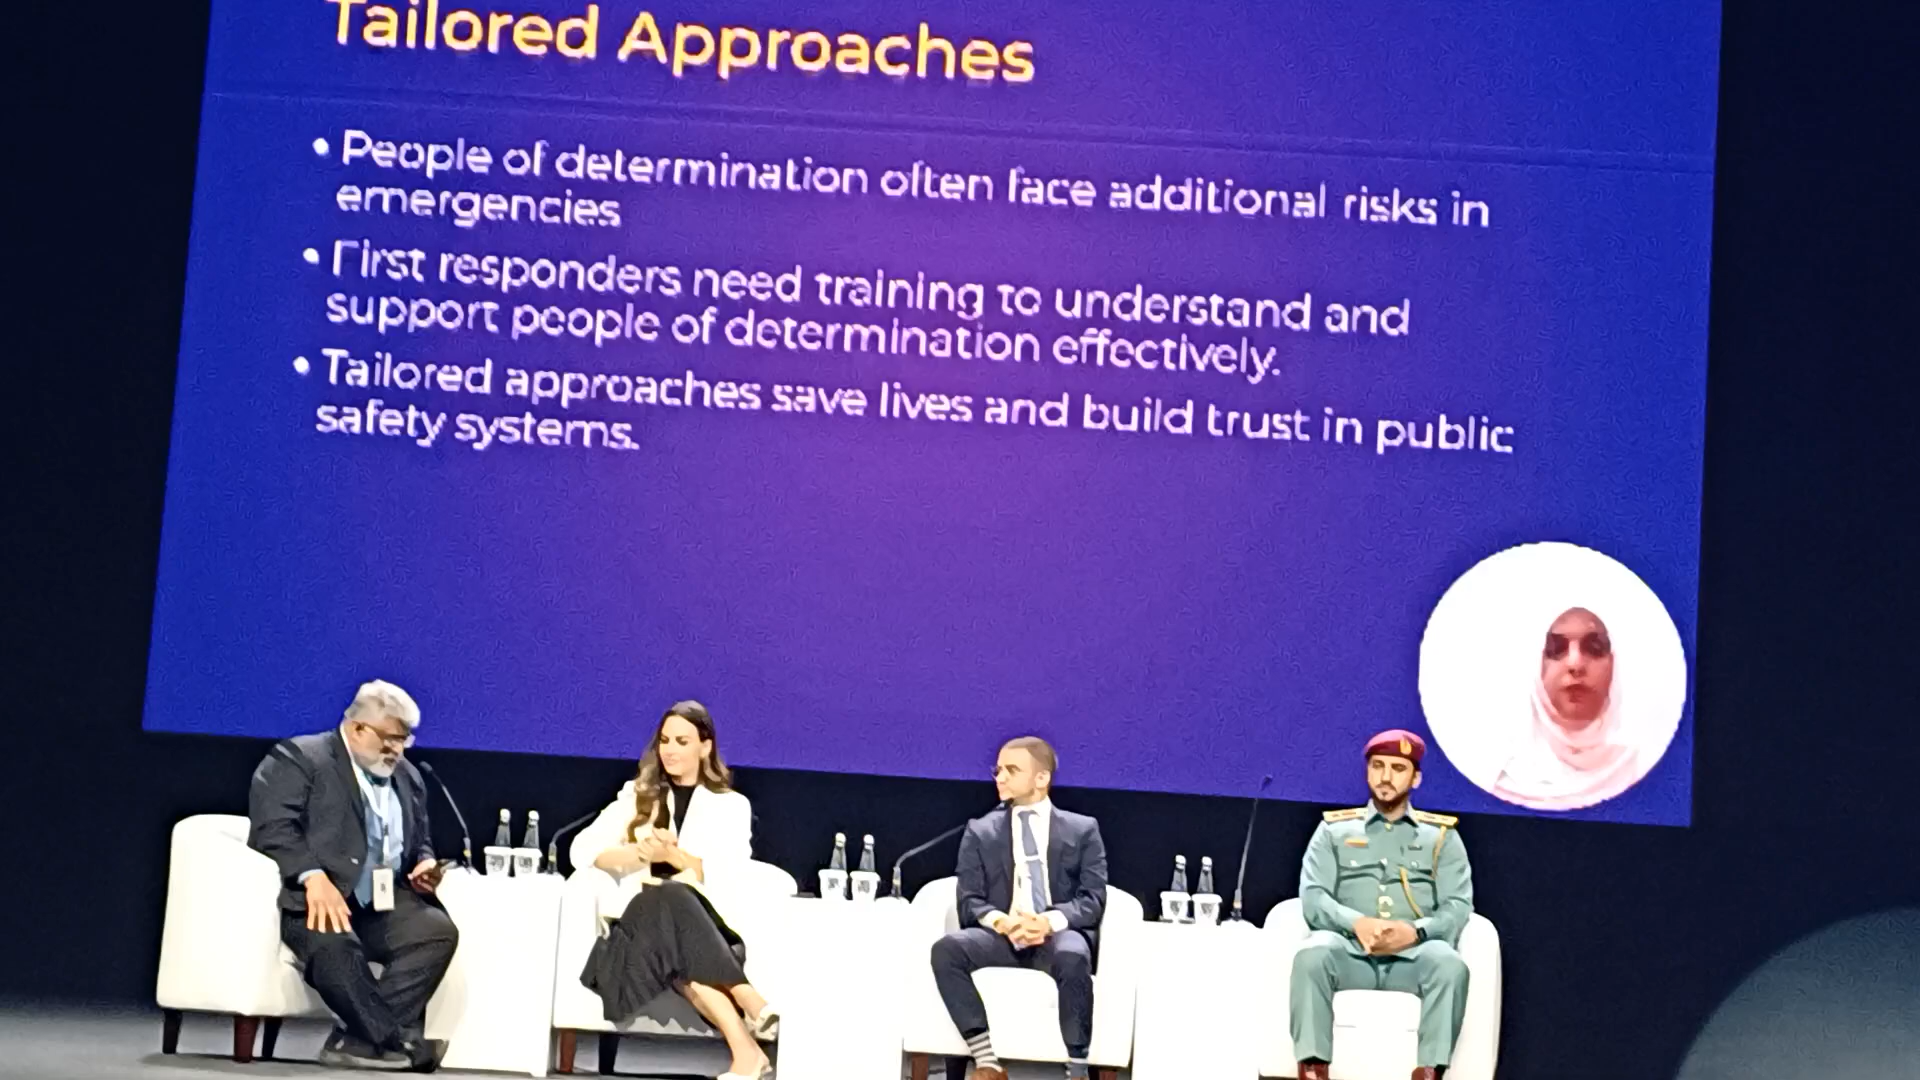 Tailored Approaches
• People of determination often face additional risks in
emergencies
• First responders need training to understand and
support people of determination effectively.
• Tailored approaches save lives and build trust in public
safety systems.